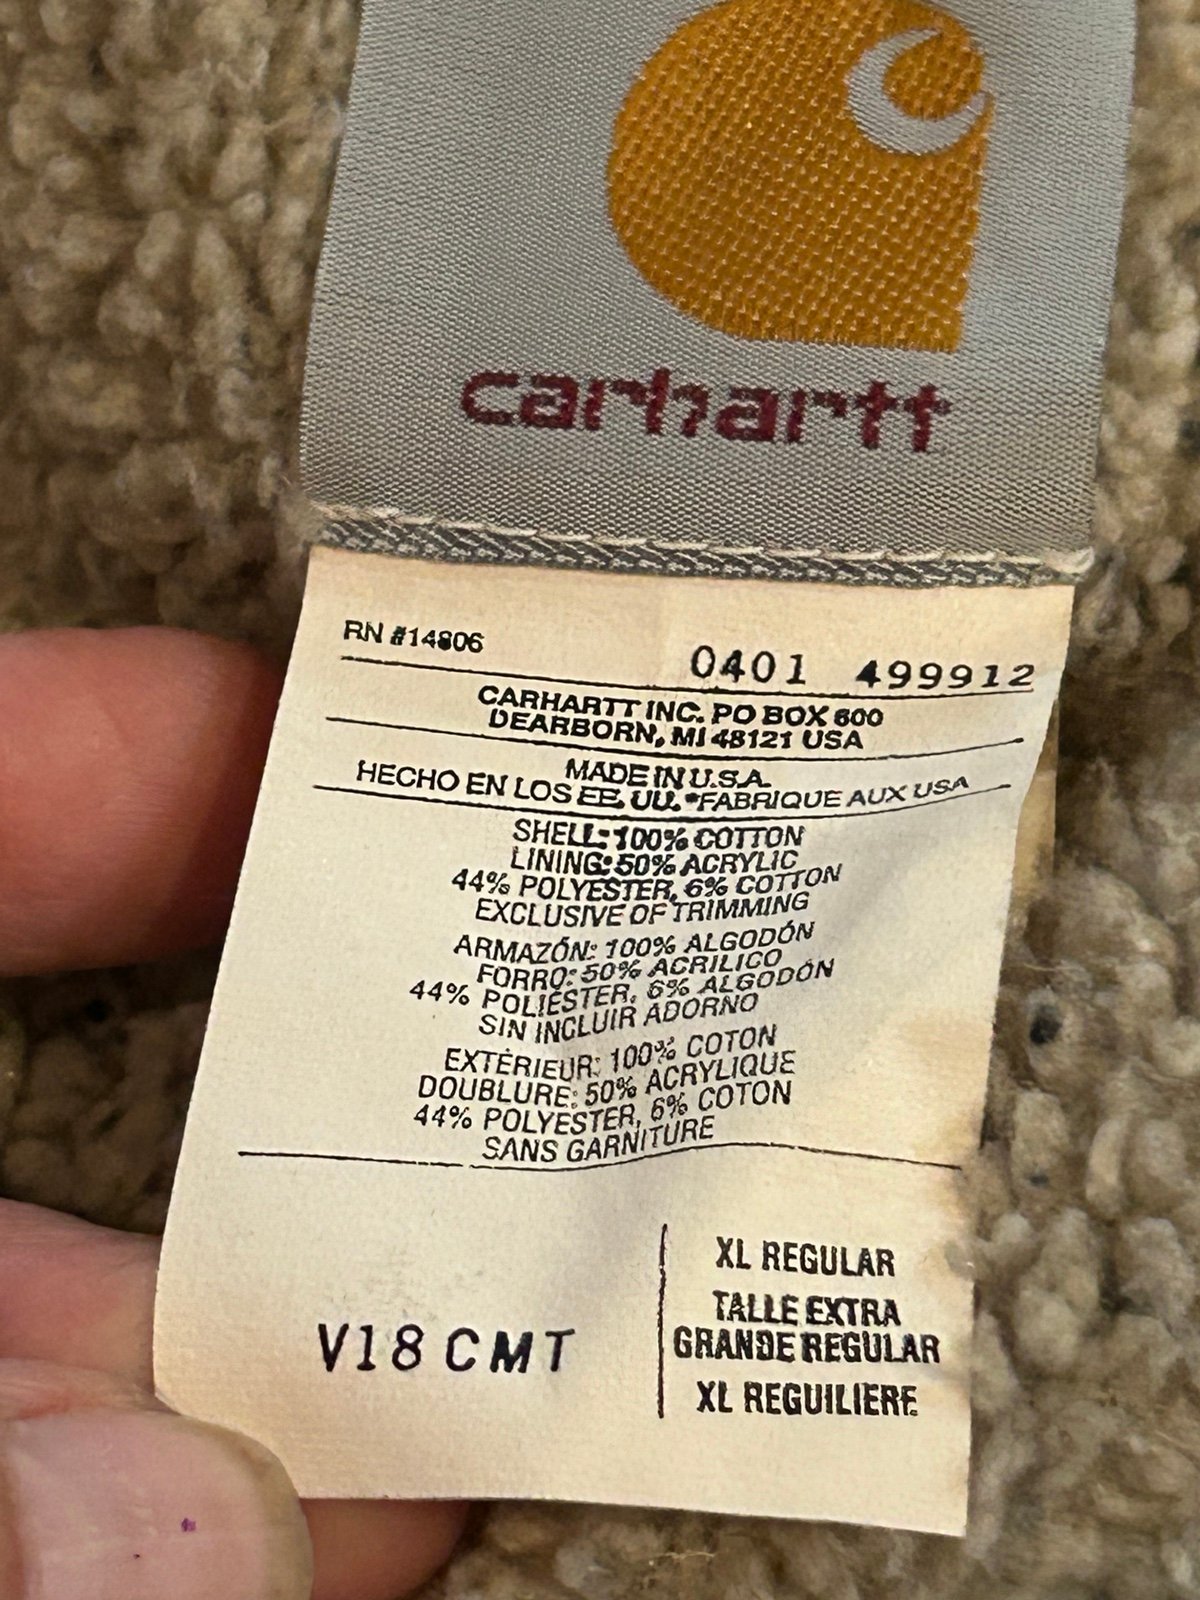 carhartt
RN #14806
0401 499912
CARHARTT INC. PO BOX 600
DEARBORN, MI 48121 USA
MADE IN U.S.A.
HECHO EN LOS EE. UU. *FABRIQUE AUX USA
SHELL: 100% COTTON
LINING: 50% ACRYLIC
44% POLYESTER, 6% COTTON
EXCLUSIVE OF TRIMMING
ARMAZÓN: 100% ALGODÓN
FORRO: 50% ACRILICO
44% POLIÉSTER, 6% ALGODÓN
SIN INCLUIR ADORNO
EXTÉRIEUR: 100% COTON
DOUBLURE: 50% ACRYLIQUE
44% POLYESTER, 6% COTON
SANS GARNITURE
V18 CMT
XL REGULAR
TALLE EXTRA
GRANDE REGULAR
XL REGUILIERE